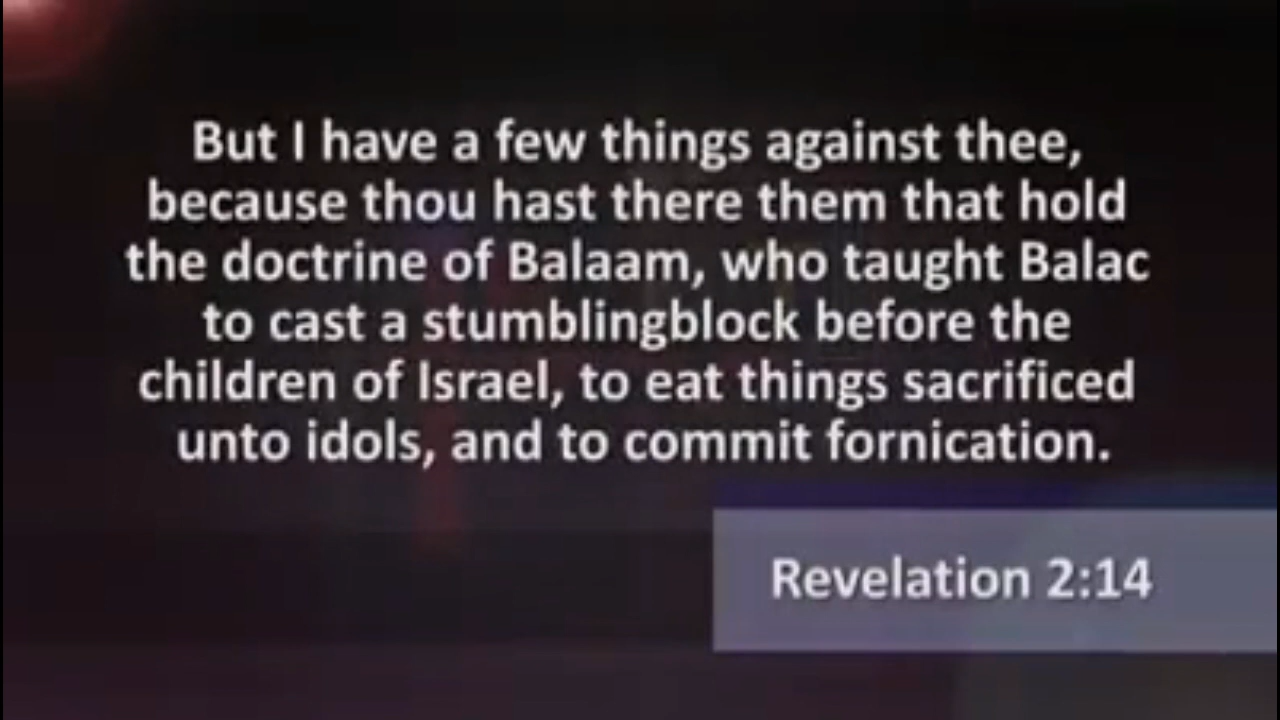 But I have a few things against thee,
because thou hast there them that hold
the doctrine of Balaam, who taught Balac
to cast a stumblingblock before the
children of Israel, to eat things sacrificed
unto idols, and to commit fornication.
Revelation 2:14